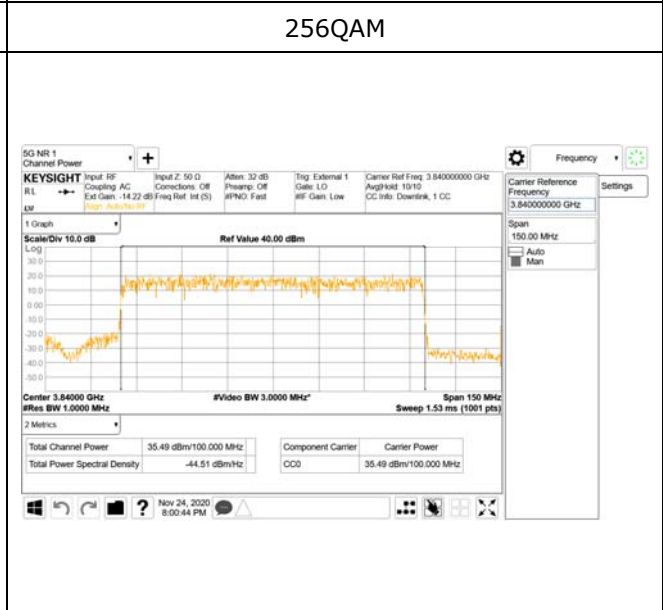 256QAM
5G NR 1
Channel Power
Frequency
KEYSIGHT
RL
Input: RF
Coupling: AC
Ext Gain: -14.22 dB
Align: Auto/No RF
Input Z: 50 Ω
Corrections: Off
Freq Ref: Int (S)
Atten: 32 dB
Preamp: Off
#PNO: Fast
Trig: External 1
Gate: LO
#IF Gain: Low
Carrier Ref Freq: 3.840000000 GHz
Avg|Hold: 10/10
CC Info: Downlink, 1 CC
Carrier Reference
Frequency
3.840000000 GHz
Settings
Span
150.00 MHz
Auto
Man
1 Graph
Scale/Div 10.0 dB
Ref Value 40.00 dBm
Log
30.0
20.0
10.0
0.00
-10.0
-20.0
-30.0
-40.0
-50.0
Center 3.84000 GHz
#Video BW 3.0000 MHz*
Span 150 MHz
#Res BW 1.0000 MHz
Sweep 1.53 ms (1001 pts)
2 Metrics
Total Channel Power 35.49 dBm/100.000 MHz
Total Power Spectral Density -44.51 dBm/Hz
Component Carrier Carrier Power
CC0 35.49 dBm/100.000 MHz
Nov 24, 2020
8:00:44 PM